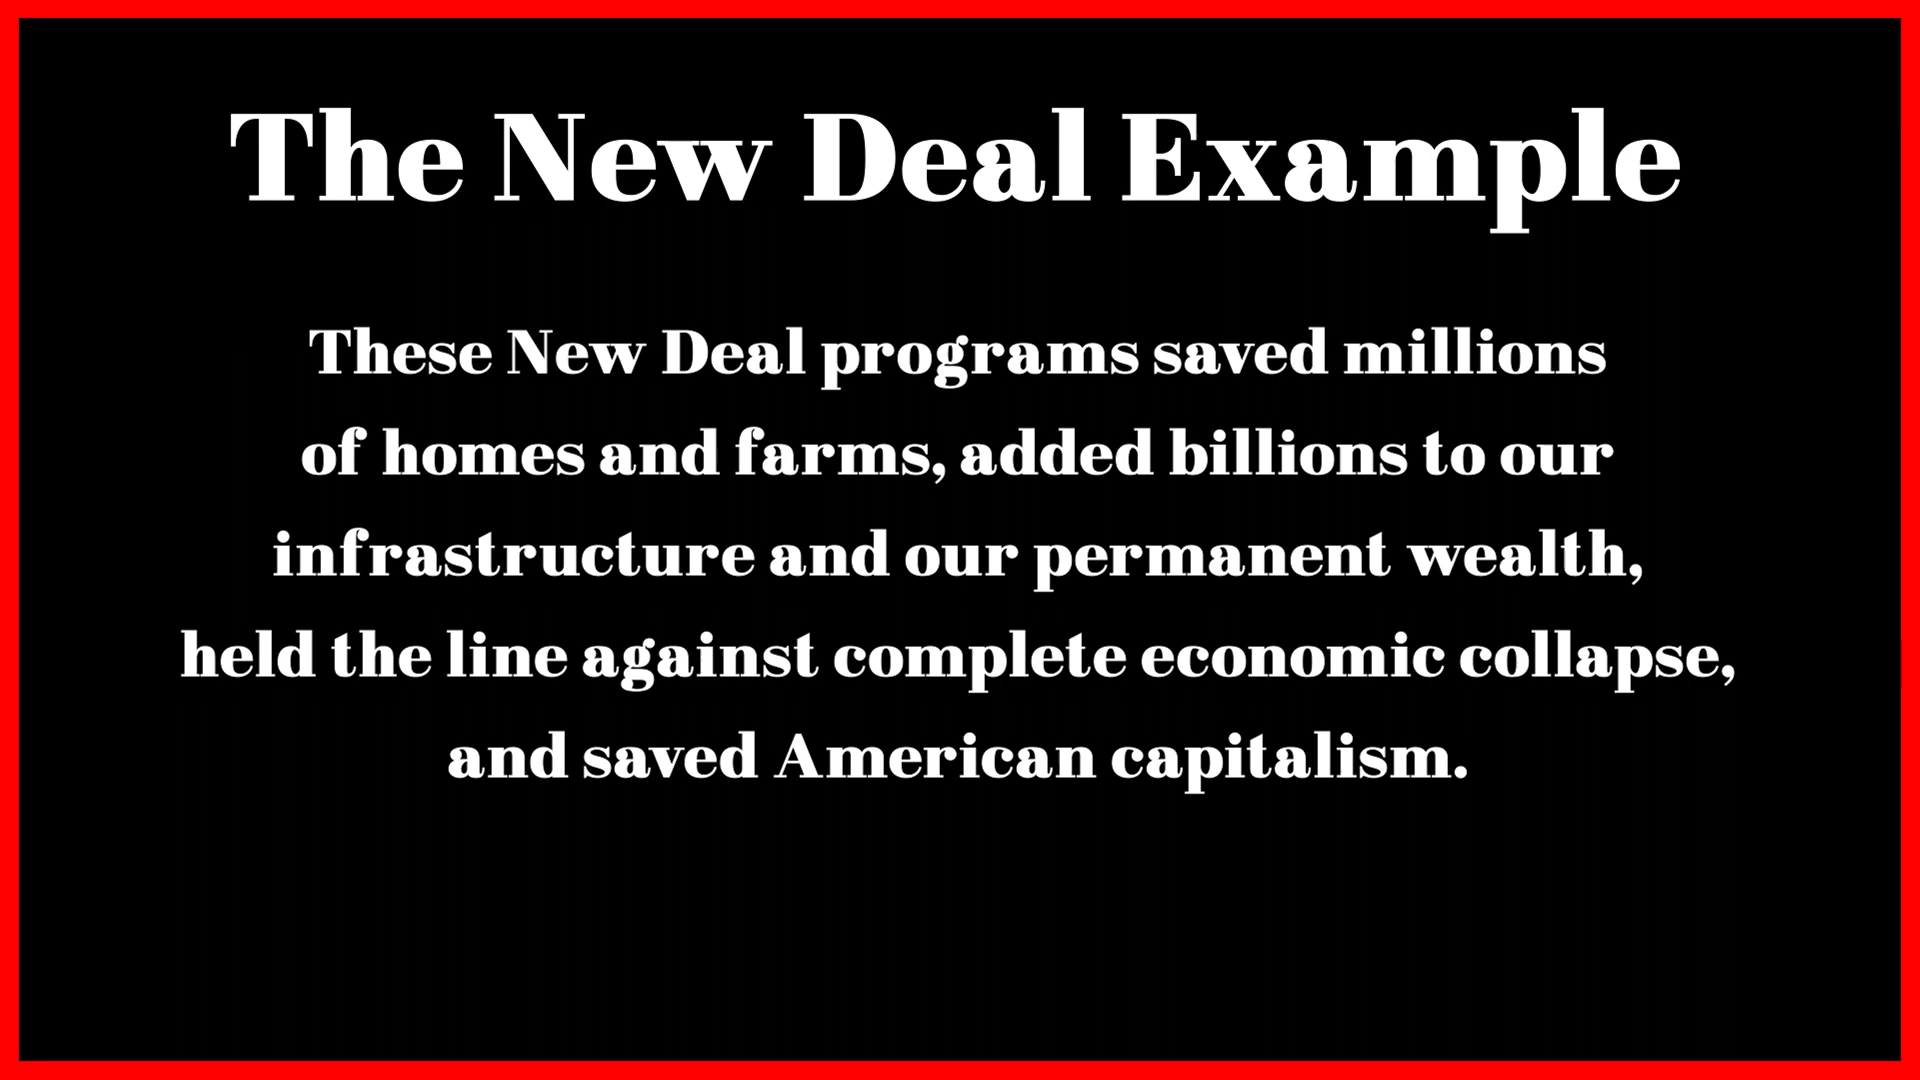 The New Deal Example
These New Deal programs saved millions
of homes and farms, added billions to our
infrastructure and our permanent wealth,
held the line against complete economic collapse,
and saved American capitalism.